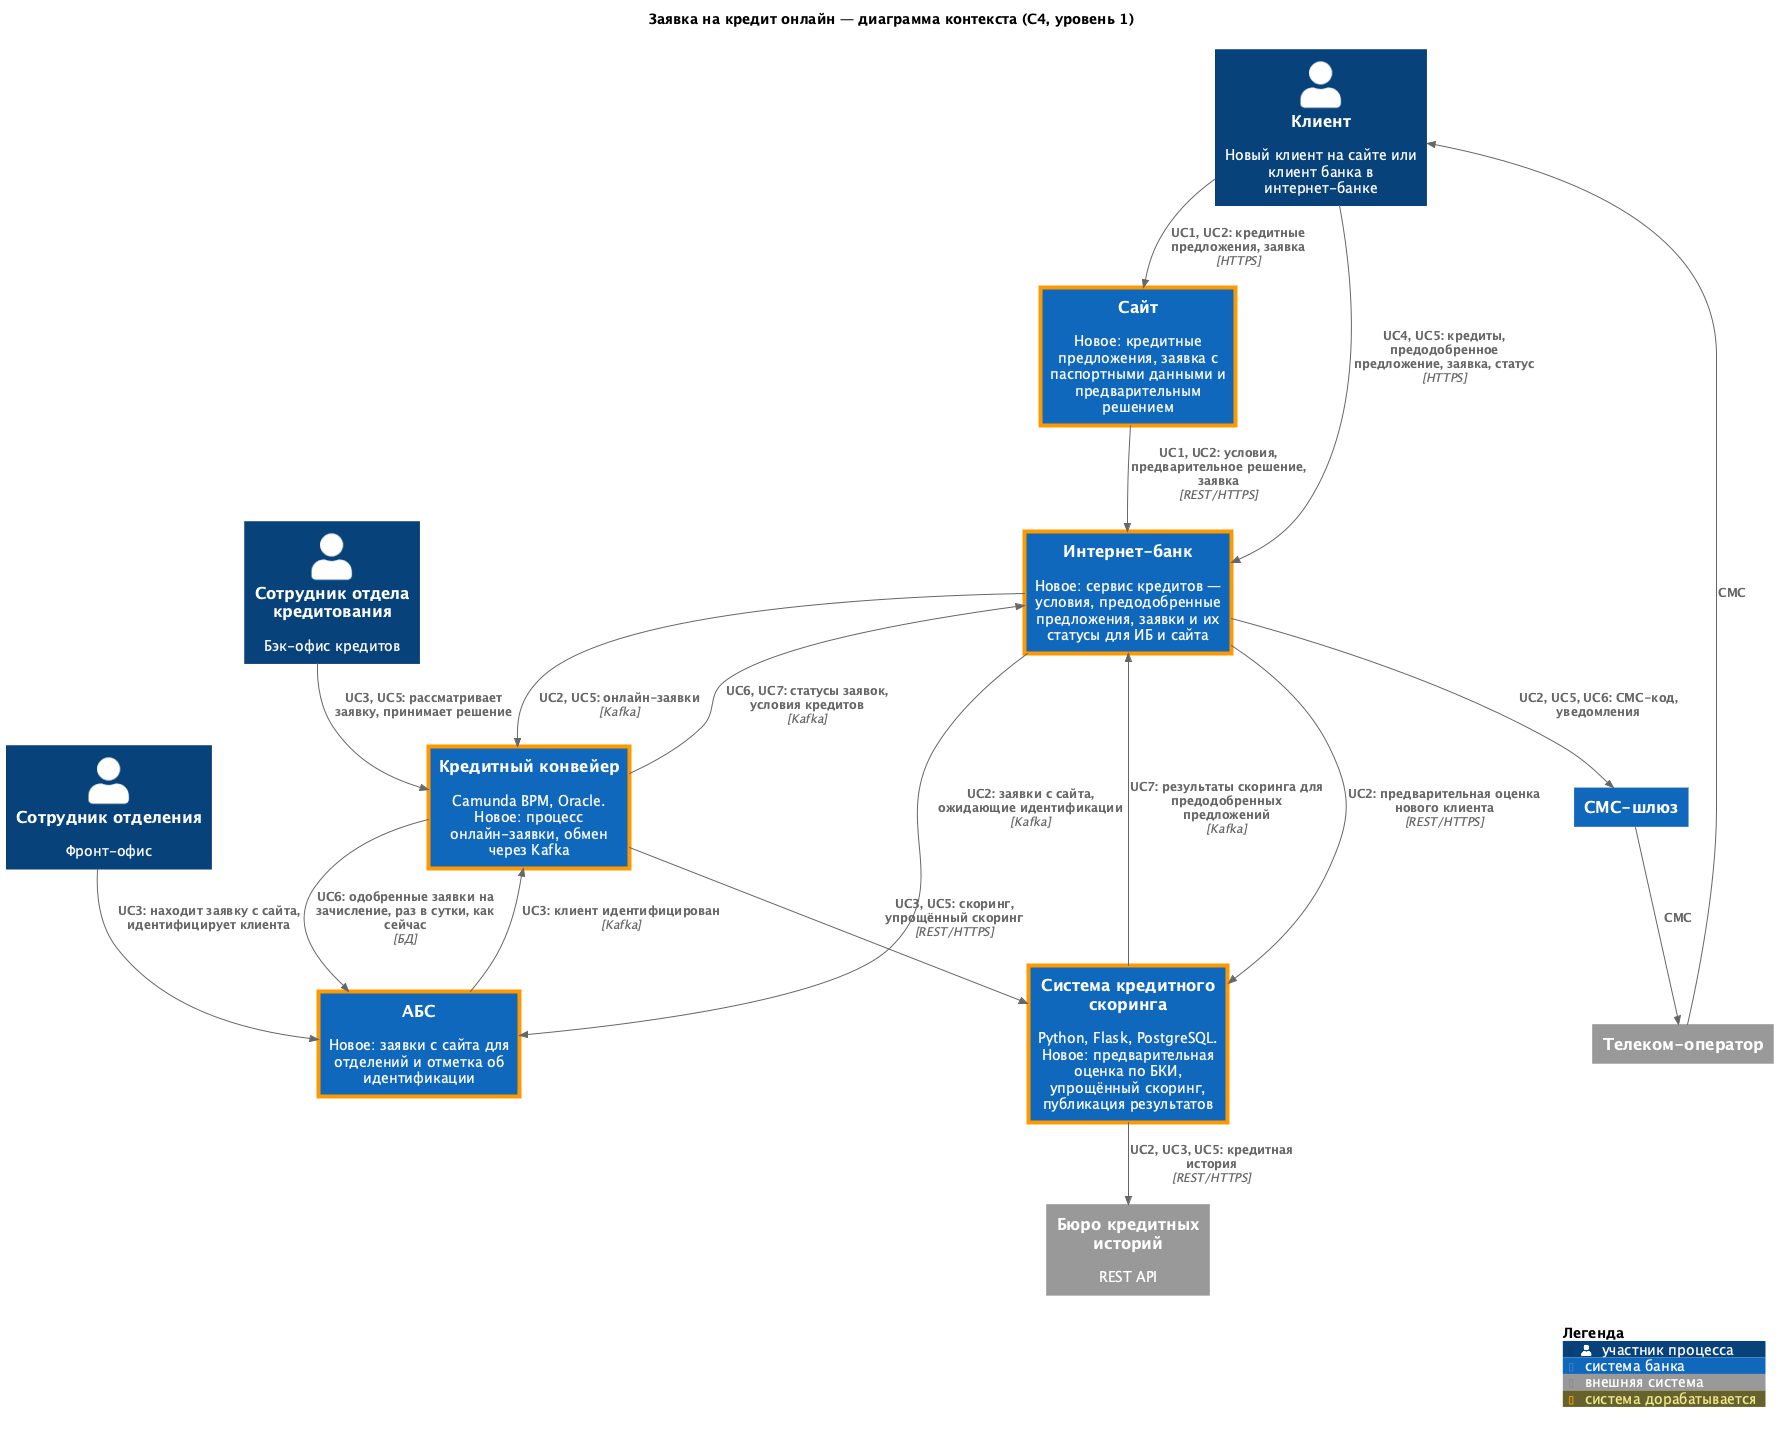 Заявка на кредит онлайн — диаграмма контекста (C4, уровень 1)
Клиент
Новый клиент на сайте или
клиент банка в
интернет-банке
UC1, UC2: кредитные
предложения, заявка
[HTTPS]
Сайт
Новое: кредитные
предложения, заявка с
паспортными данными и
предварительным
решением
UC4, UC5: кредиты,
предодобренное
предложение, заявка, статус
[HTTPS]
UC1, UC2: условия,
предварительное решение,
заявка
[REST/HTTPS]
Сотрудник отдела
кредитования
Бэк-офис кредитов
Интернет-банк
Новое: сервис кредитов —
условия, предодобренные
предложения, заявки и их
статусы для ИБ и сайта
СМС
UC3, UC5: рассматривает
заявку, принимает решение
UC2, UC5: онлайн-заявки
[Kafka]
UC6, UC7: статусы заявок,
условия кредитов
[Kafka]
UC2, UC5, UC6: СМС-код,
уведомления
Сотрудник отделения
Фронт-офис
Кредитный конвейер
Camunda BPM, Oracle.
Новое: процесс
онлайн-заявки, обмен
через Kafka
UC2: заявки с сайта,
ожидающие идентификации
[Kafka]
UC7: результаты скоринга для
предодобренных
предложений
[Kafka]
UC2: предварительная оценка
нового клиента
[REST/HTTPS]
СМС-шлюз
UC3: находит заявку с сайта,
идентифицирует клиента
UC6: одобренные заявки на
зачисление, раз в сутки, как
сейчас
[БД]
UC3: клиент идентифицирован
[Kafka]
UC3, UC5: скоринг,
упрощённый скоринг
[REST/HTTPS]
СМС
АБС
Новое: заявки с сайта для
отделений и отметка об
идентификации
Система кредитного
скоринга
Python, Flask, PostgreSQL.
Новое: предварительная
оценка по БКИ,
упрощённый скоринг,
публикация результатов
Телеком-оператор
UC2, UC3, UC5: кредитная
история
[REST/HTTPS]
Бюро кредитных
историй
REST API
Легенда
участник процесса
система банка
внешняя система
система дорабатывается